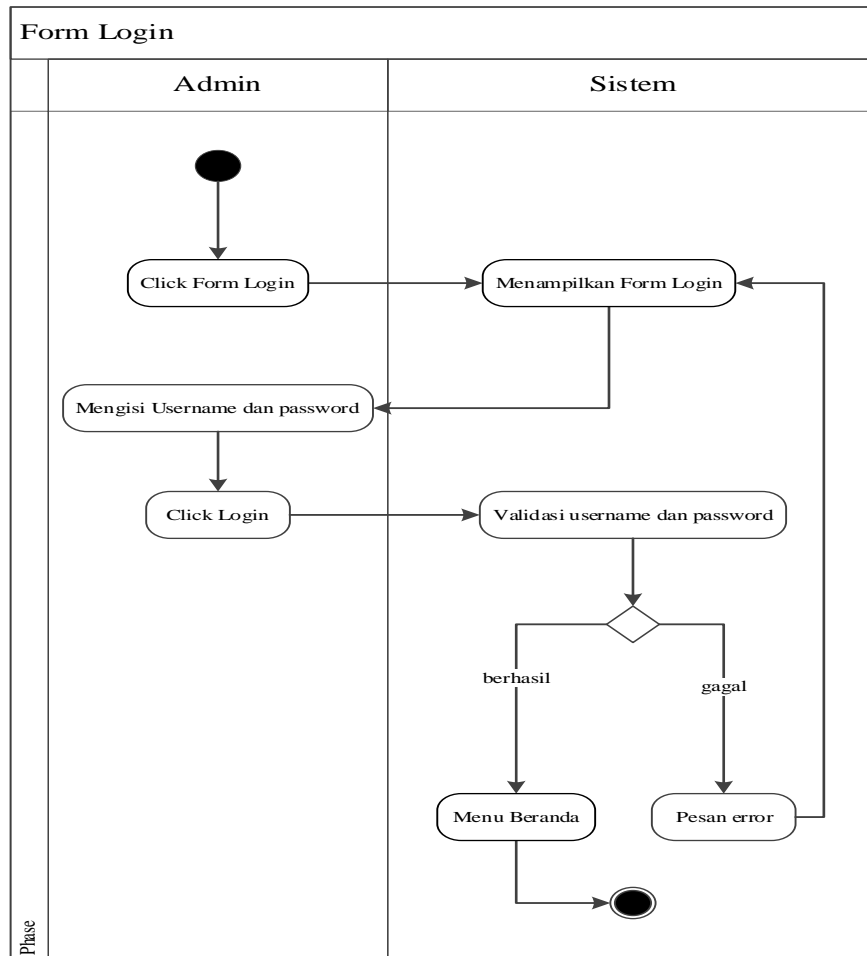 Form Login
Admin
Sistem
Click Form Login
Menampilkan Form Login
Mengisi Username dan password
Click Login
Validasi username dan password
berhasil
gagal
Menu Beranda
Pesan error
Phase